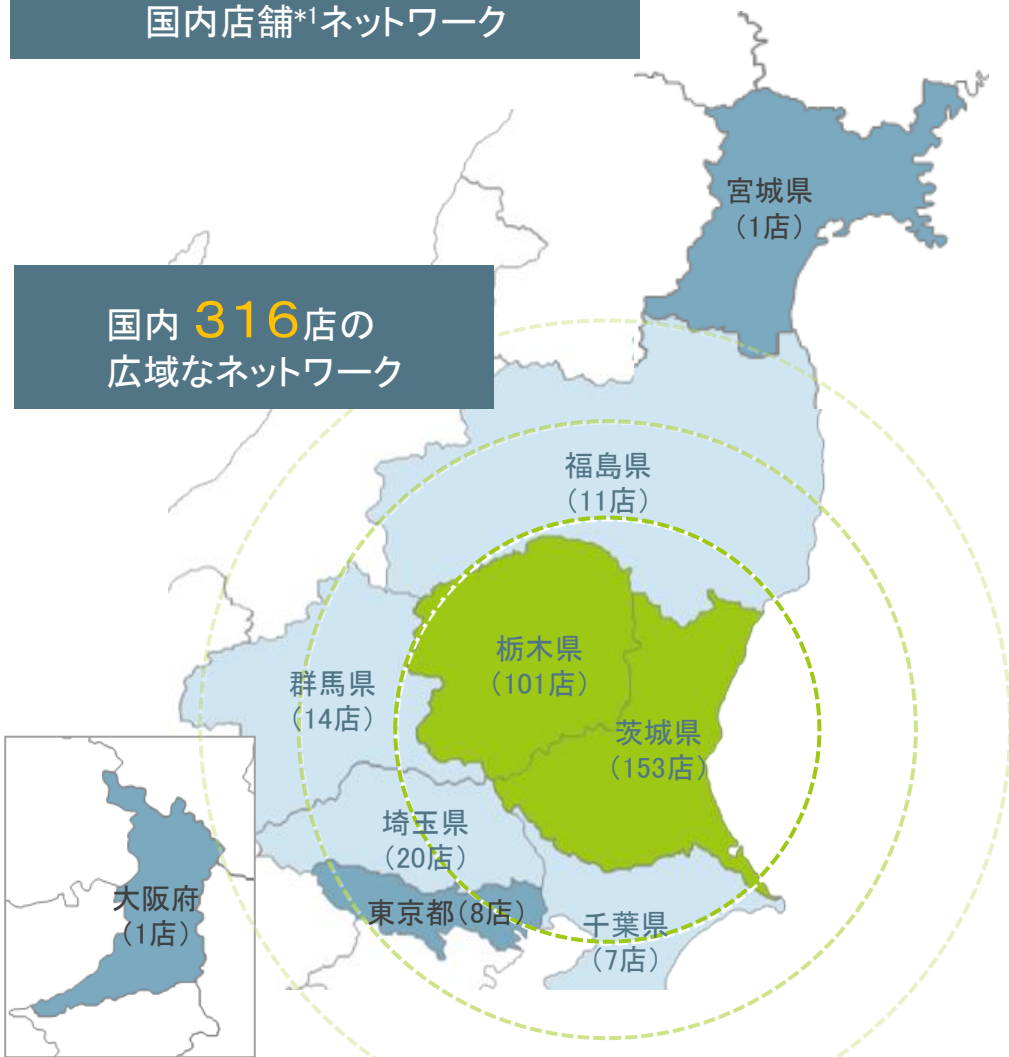 国内店舗*1ネットワーク
宮城県
（1店）
国内 316店の
広域なネットワーク
福島県
（11店）
栃木県
（101店）
群馬県
（14店）
茨城県
（153店）
埼玉県
（20店）
東京都（8店）
千葉県
（7店）
大阪府
（1店）